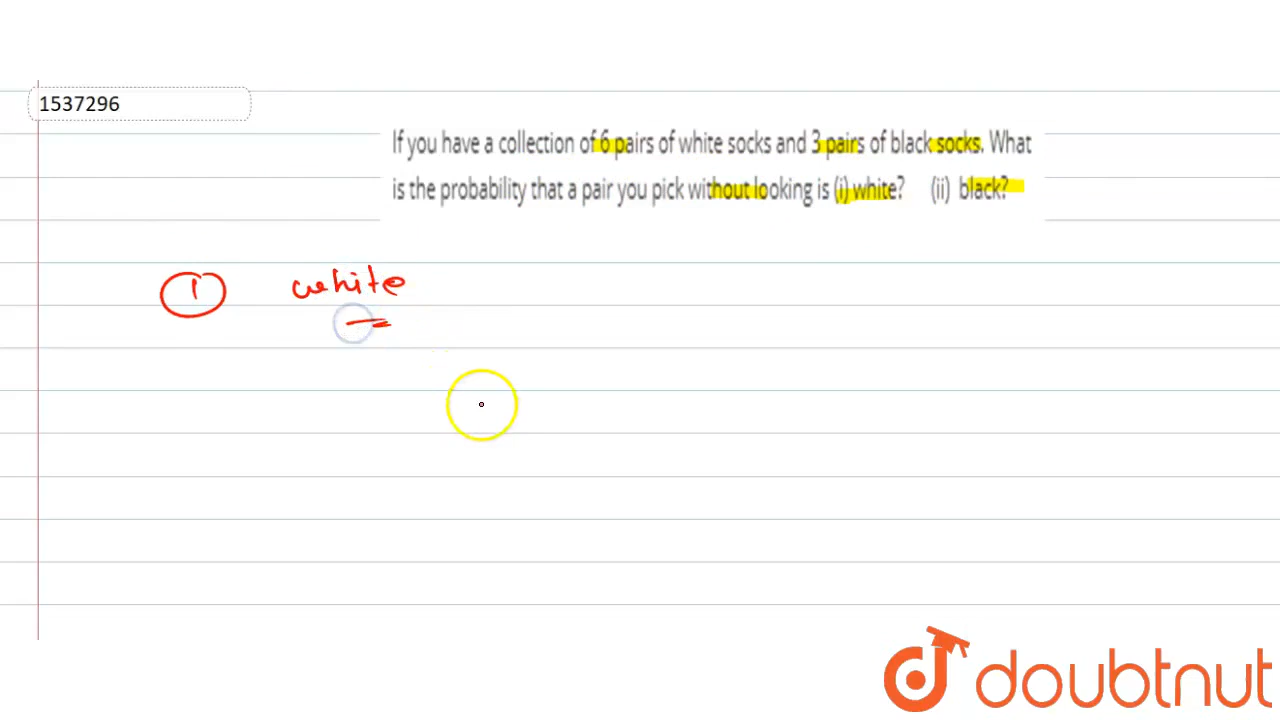 1537296
If you have a collection of 6 pairs of white socks and 3 pairs of black socks. What
is the probability that a pair you pick without looking is (i) white? (ii) black?
1 white
doubtnut